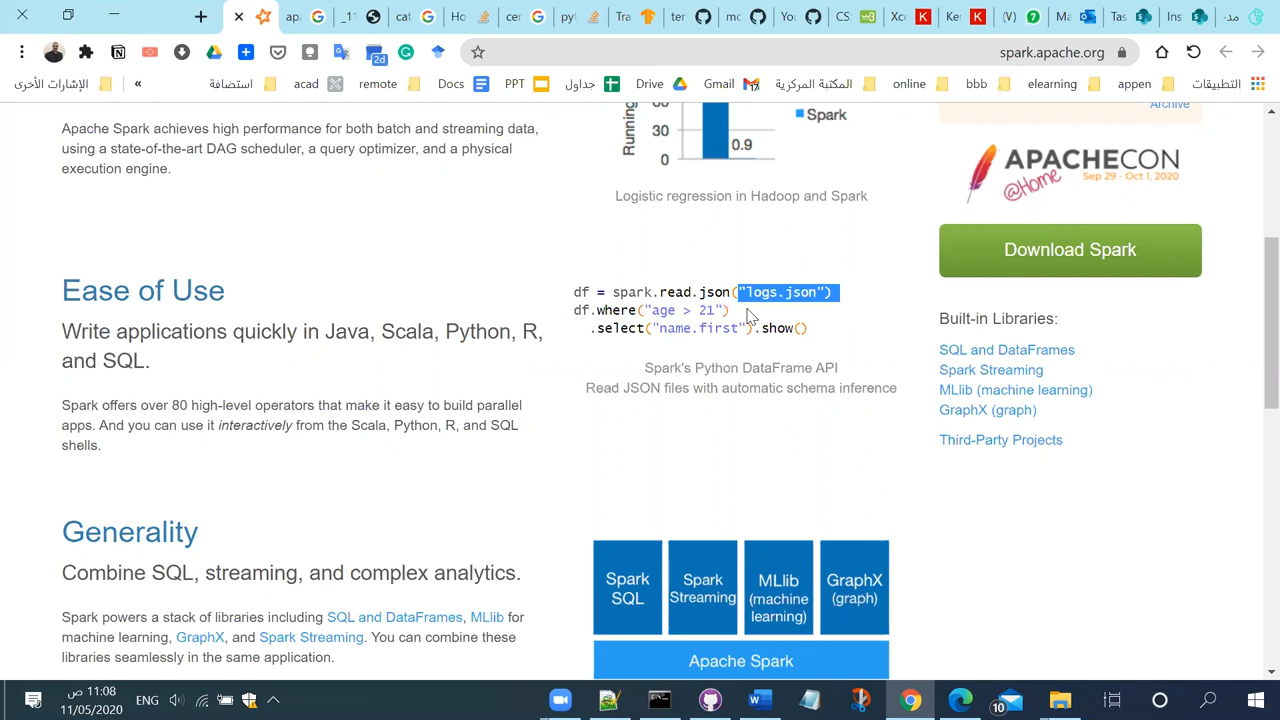 spark.apache.org
2d
التطبيقات
appen
elearning
bbb
online
المكتبة المركزية
Gmail
Drive
جداول
PPT
Docs
remote
acad
استضافة
»
الإشارات الأخرى
Apache Spark achieves high performance for both batch and streaming data,
using a state-of-the-art DAG scheduler, a query optimizer, and a physical
execution engine.
Running
30
0
0.9
Spark
Logistic regression in Hadoop and Spark
Archive
APACHECON
@Home
Sep 29 - Oct 1, 2020
Download Spark
Ease of Use
Write applications quickly in Java, Scala, Python, R,
and SQL.
Spark offers over 80 high-level operators that make it easy to build parallel
apps. And you can use it interactively from the Scala, Python, R, and SQL
shells.
df = spark.read.json("logs.json")
df.where("age > 21")
.select("name.first").show()
Spark's Python DataFrame API
Read JSON files with automatic schema inference
Built-in Libraries:
SQL and DataFrames
Spark Streaming
MLlib (machine learning)
GraphX (graph)
Third-Party Projects
Generality
Combine SQL, streaming, and complex analytics.
Spark powers a stack of libraries including SQL and DataFrames, MLlib for
machine learning, GraphX, and Spark Streaming. You can combine these
libraries seamlessly in the same application.
Spark
SQL
Spark
Streaming
MLlib
(machine
learning)
GraphX
(graph)
Apache Spark
11:08 ص
11/05/2020
ENG
10